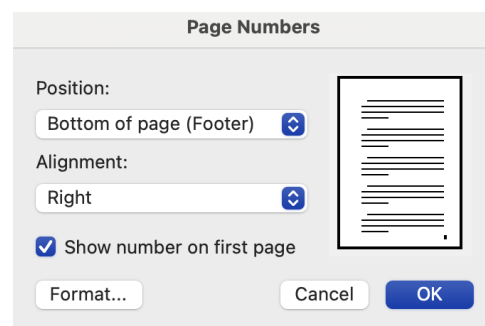 Page Numbers
Position:
Bottom of page (Footer)
Alignment:
Right
Show number on first page
Format...
Cancel
OK